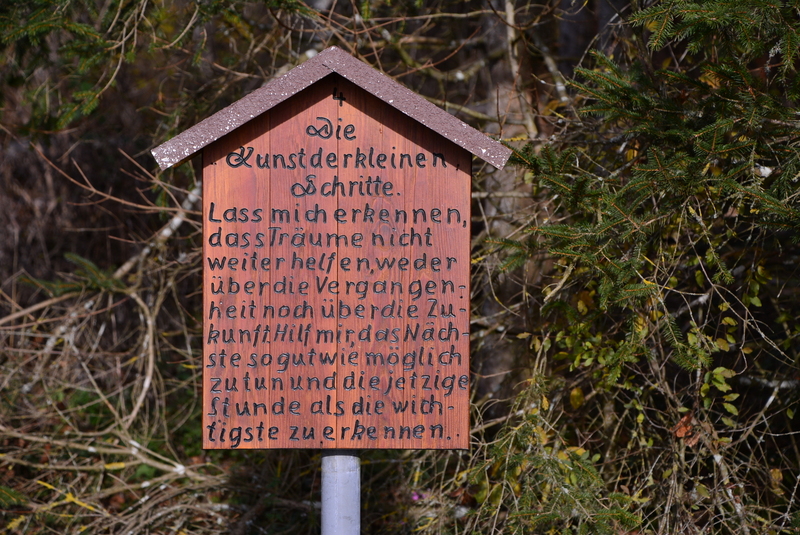 4
Die
Kunst der kleinen
Schritte.
Lass mich erkennen,
dass Träume nicht
weiter helfen, weder
über die Vergangen-
heit noch über die Zu-
kunft Hilf mir, das Näch-
ste so gut wie möglich
zu tun und die jetzige
Stunde als die wich-
tigste zu erkennen..